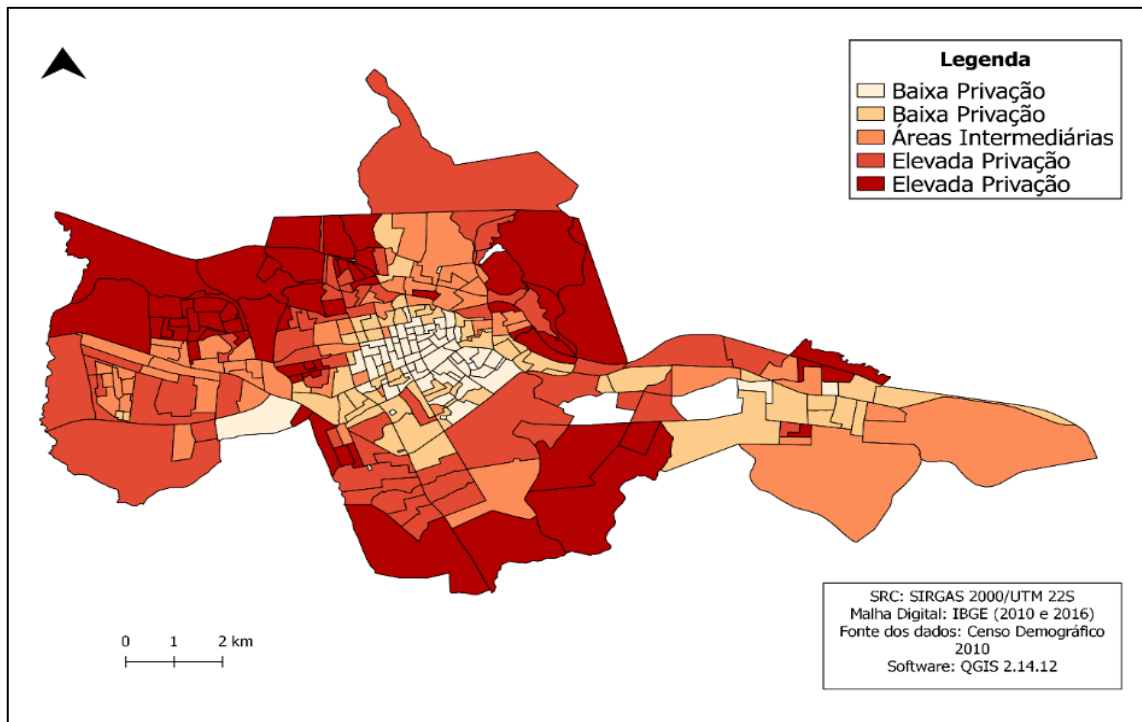 Legenda
Baixa Privação
Baixa Privação
Áreas Intermediárias
Elevada Privação
Elevada Privação
SRC: SIRGAS 2000/UTM 22S
Malha Digital: IBGE (2010 e 2016)
Fonte dos dados: Censo Demográfico
2010
Software: QGIS 2.14.12
0 1 2 km